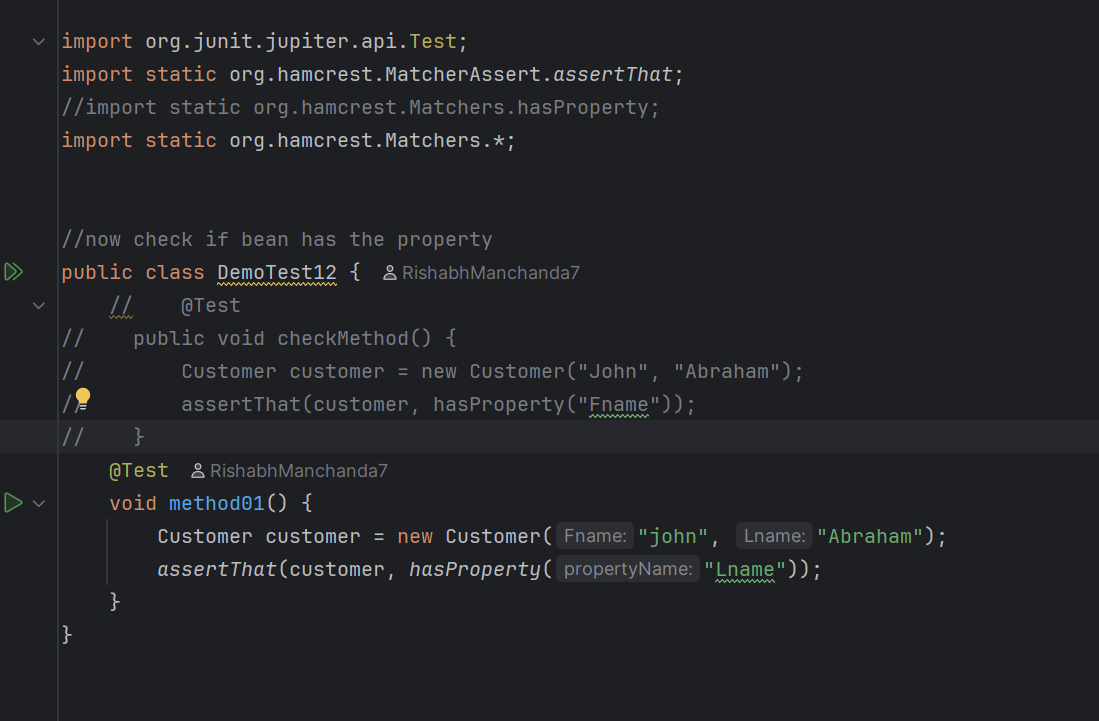 import org.junit.jupiter.api.Test;
import static org.hamcrest.MatcherAssert.assertThat;
//import static org.hamcrest.Matchers.hasProperty;
import static org.hamcrest.Matchers.*;
//now check if bean has the property
public class DemoTest12 { RishabhManchanda7
//    @Test
//    public void checkMethod() {
//        Customer customer = new Customer("John", "Abraham");
//        assertThat(customer, hasProperty("Fname"));
//    }
@Test RishabhManchanda7
void method01() {
Customer customer = new Customer( Fname: "john", Lname: "Abraham");
assertThat(customer, hasProperty( propertyName: "Lname"));
}
}